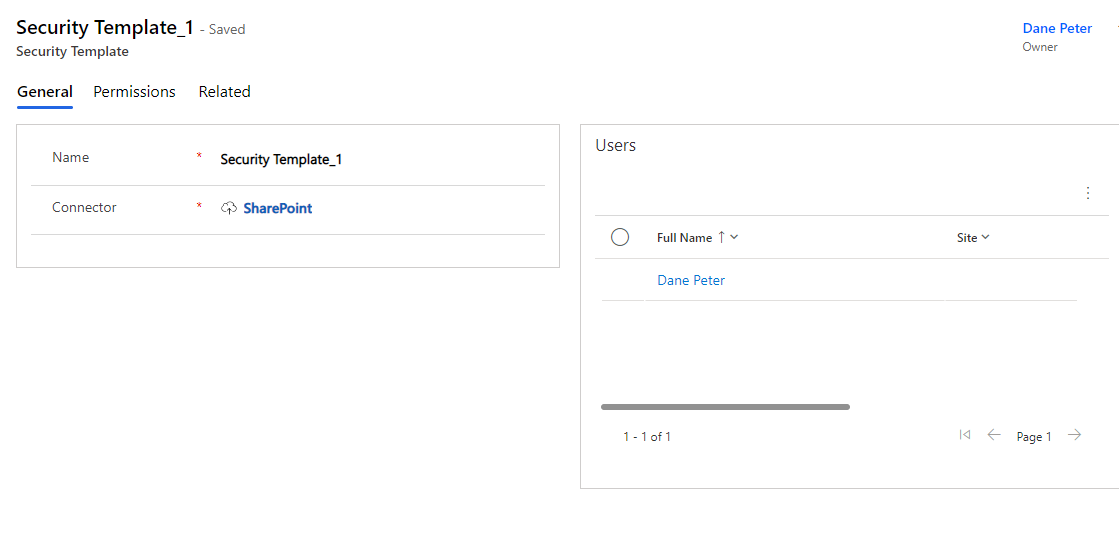 Security Template_1 - Saved
Security Template
Dane Peter
Owner
General Permissions Related
Name * Security Template_1
Connector * SharePoint
Users
Full Name ↑ Site
Dane Peter
1 - 1 of 1
Page 1